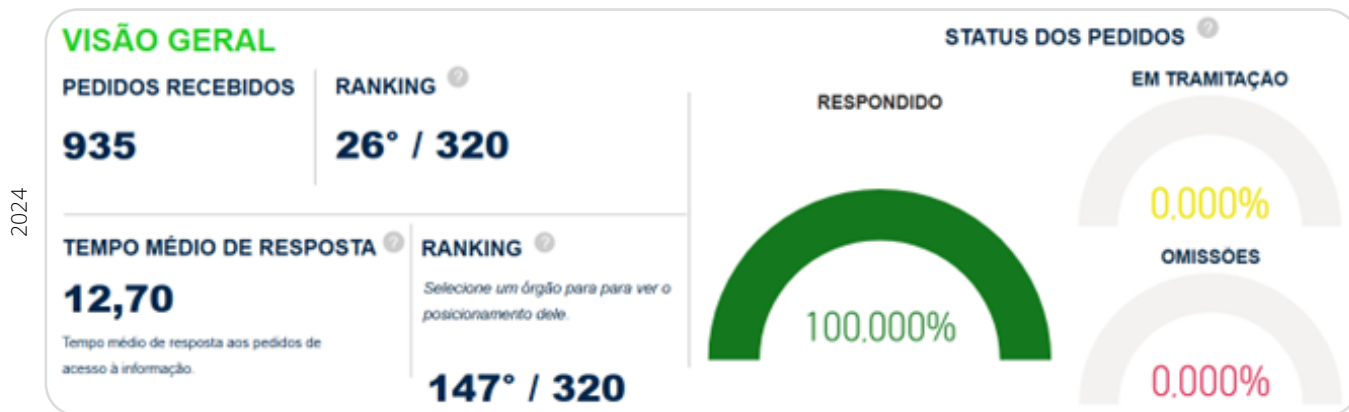 2024
VISÃO GERAL
PEDIDOS RECEBIDOS
935
RANKING ?
26° / 320
TEMPO MÉDIO DE RESPOSTA ?
12,70
Tempo médio de resposta aos pedidos de
acesso à informação.
RANKING ?
Selecione um órgão para para ver o
posicionamento dele.
147° / 320
STATUS DOS PEDIDOS ?
RESPONDIDO
100,000%
EM TRAMITAÇÃO
0,000%
OMISSÕES
0,000%